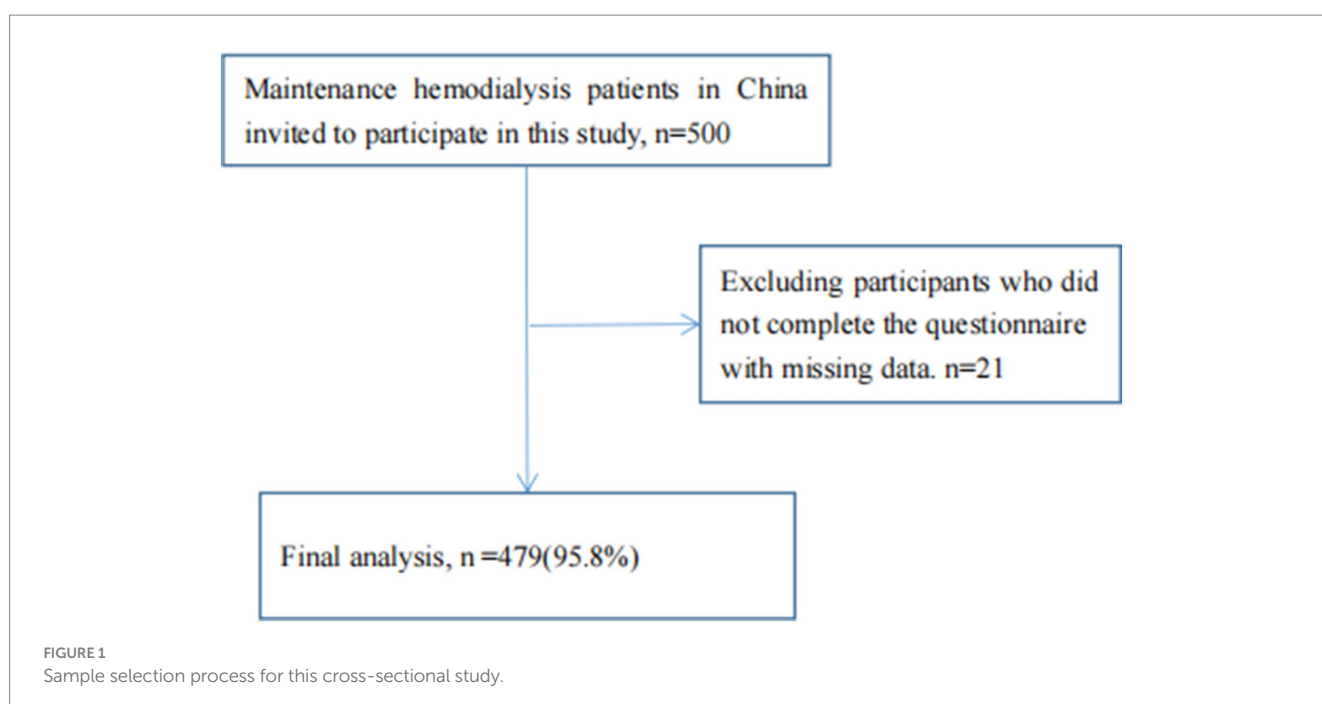 Maintenance hemodialysis patients in China
invited to participate in this study, n=500
Excluding participants who did
not complete the questionnaire
with missing data. n=21
Final analysis, n =479(95.8%)
FIGURE 1
Sample selection process for this cross-sectional study.